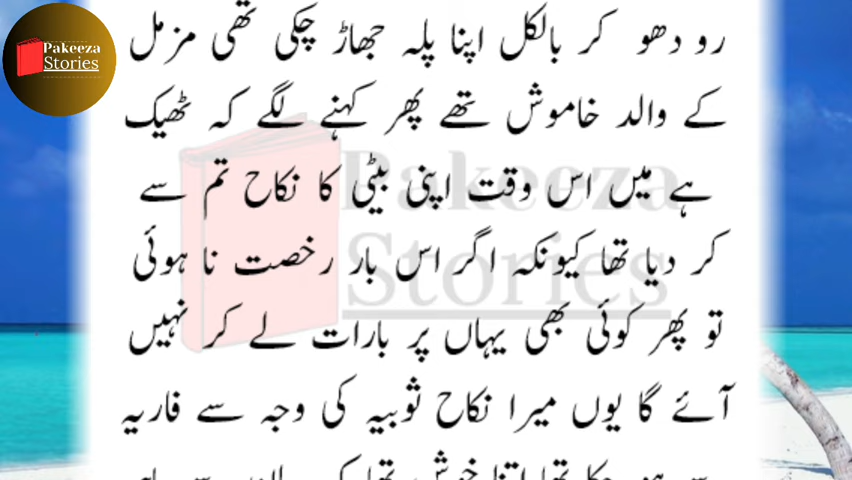 Pakeeza
Stories
رو دھو کر بالکل اپنا پلہ جھاڑ چکی تھی مزمل
کے والد خاموش تھے پھر کہنے لگے کہ ٹھیک
ہے میں اس وقت اپنی بیٹی کا نکاح تم سے
کر دیا تھا کیونکہ اگر اس بار رخصت نا ہوئی
تو پھر کوئی بھی یہاں پر بارات لے کر نہیں
آئے گا یوں میرا نکاح ثوبیہ کی وجہ سے فاریہ
Pakeeza
Stories